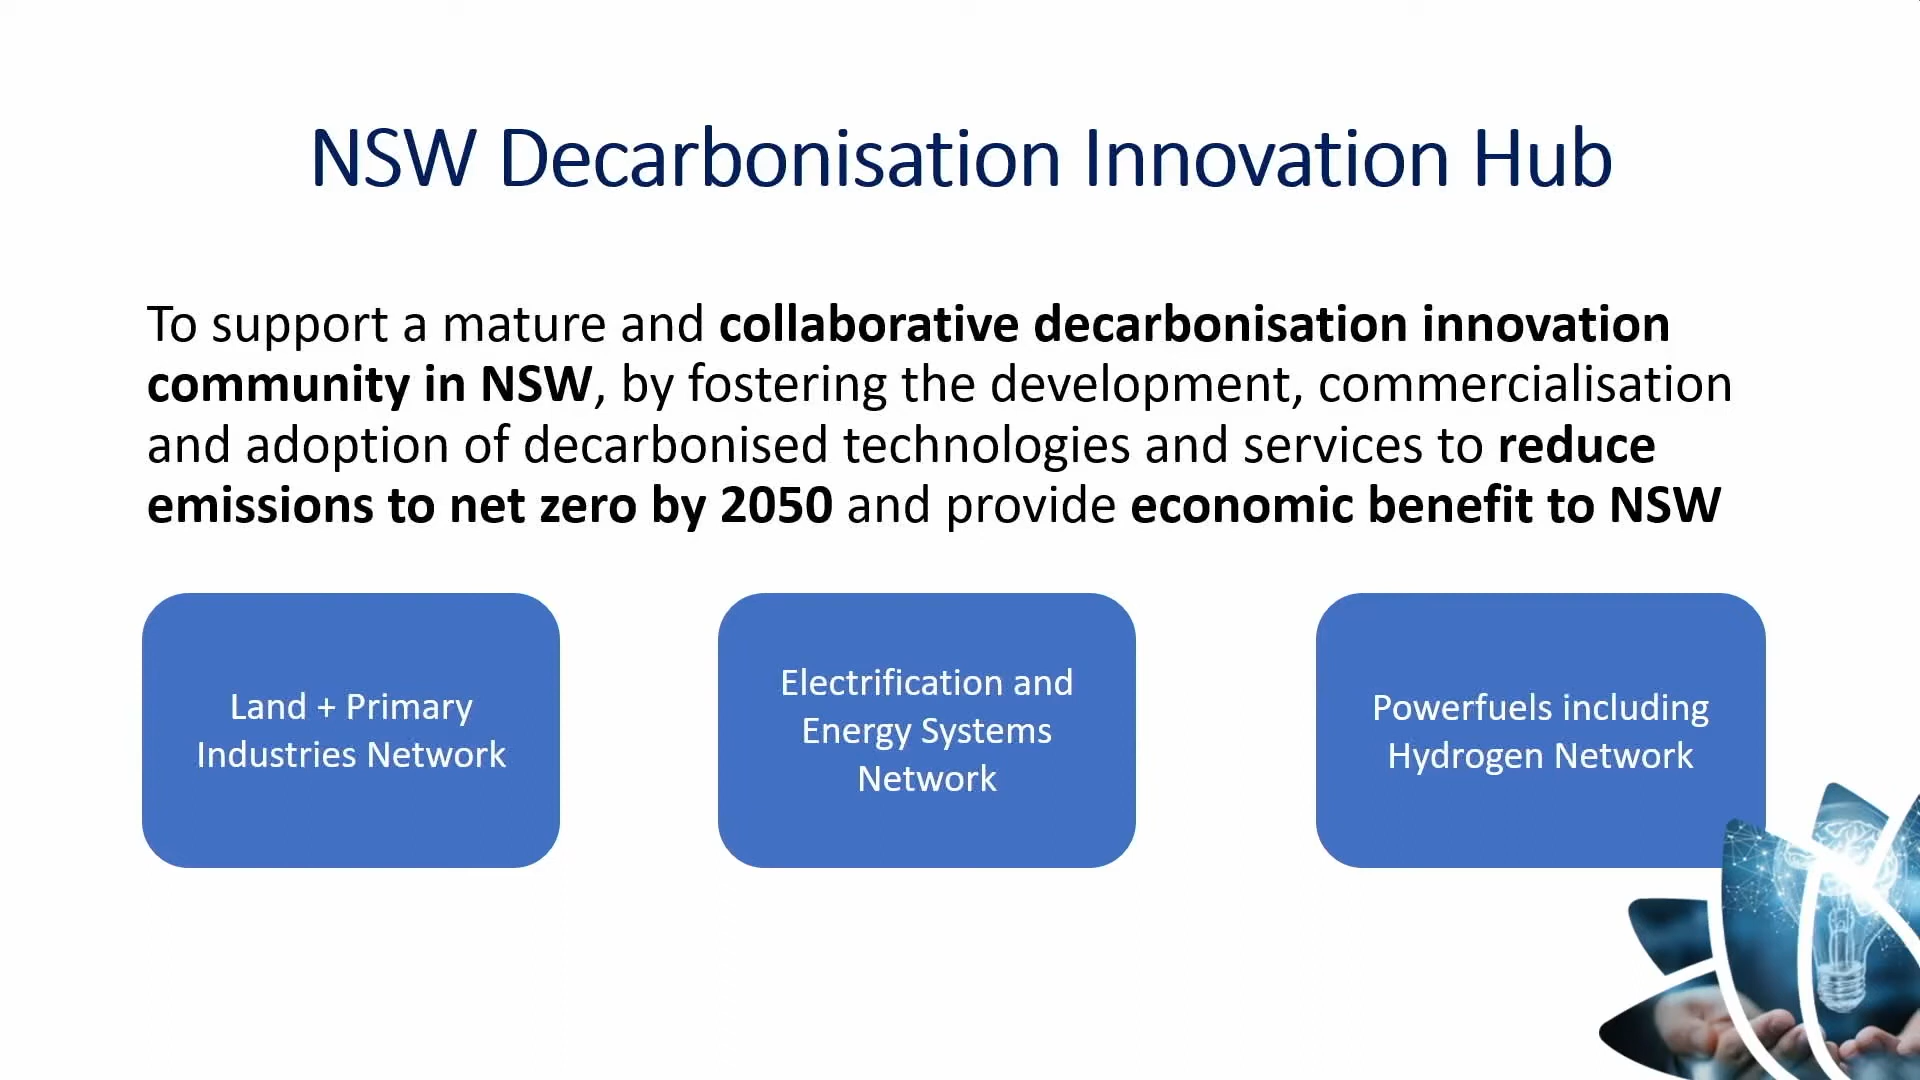 NSW Decarbonisation Innovation Hub
To support a mature and collaborative decarbonisation innovation
community in NSW, by fostering the development, commercialisation
and adoption of decarbonised technologies and services to reduce
emissions to net zero by 2050 and provide economic benefit to NSW
Land + Primary
Industries Network
Electrification and
Energy Systems
Network
Powerfuels including
Hydrogen Network